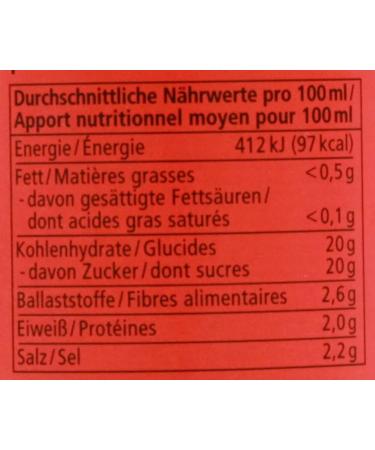 Durchschnittliche Nährwerte pro 100 ml /
Apport nutritionnel moyen pour 100 ml
Energie / Énergie 412 kJ (97 kcal)
Fett / Matières grasses <0,5 g
- davon gesättigte Fettsäuren /
dont acides gras saturés <0,1 g
Kohlenhydrate / Glucides 20 g
- davon Zucker / dont sucres 20 g
Ballaststoffe / Fibres alimentaires 2,6 g
Eiweiß / Protéines 2,0 g
Salz / Sel 2,2 g